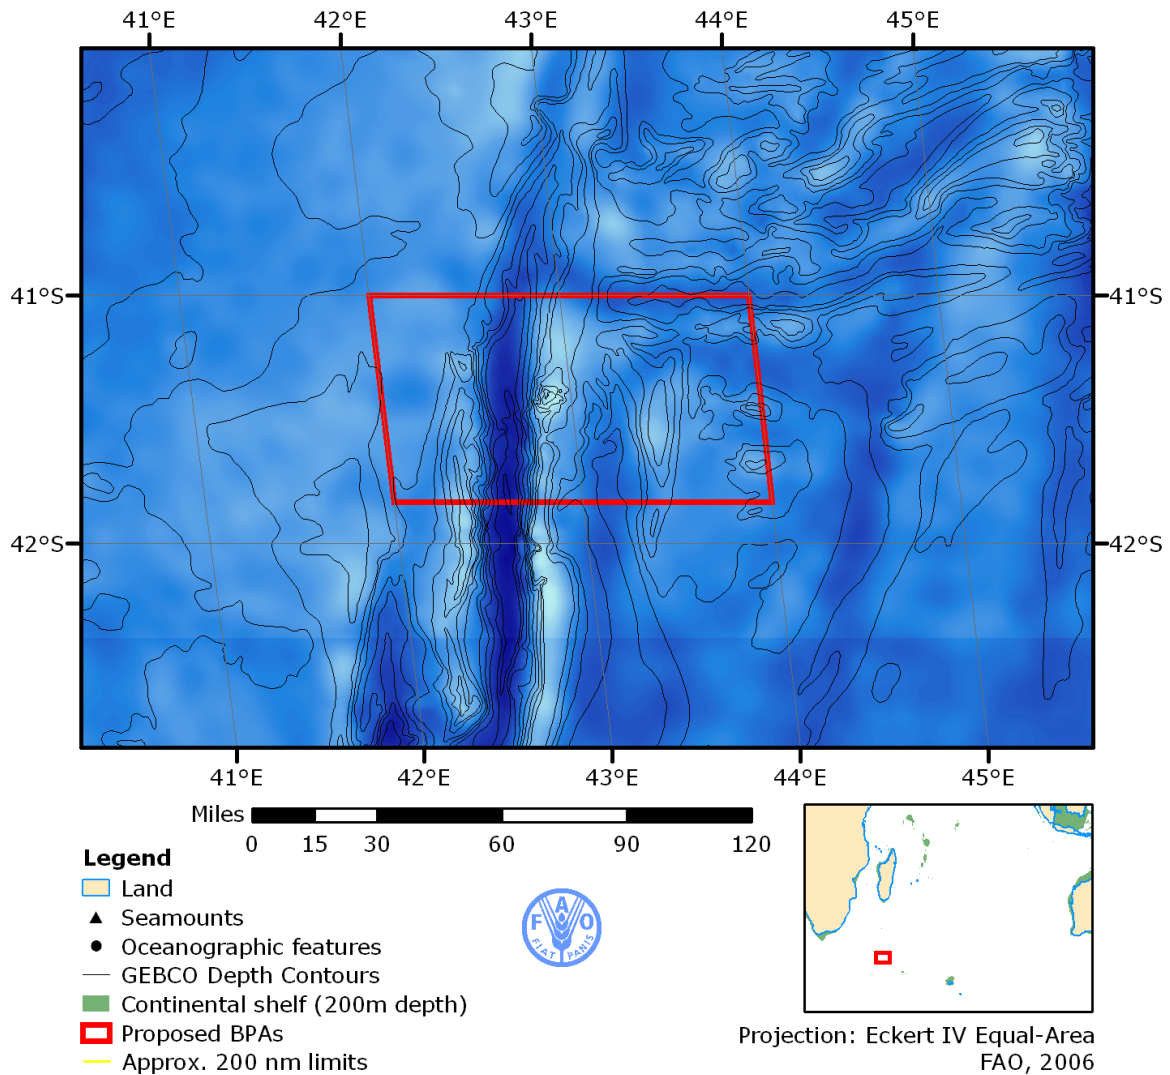 41°E 42°E 43°E 44°E 45°E
41°S 41°S
42°S 42°S
41°E 42°E 43°E 44°E 45°E
Miles
0 15 30 60 90 120
Legend
Land
Seamounts
Oceanographic features
GEBCO Depth Contours
Continental shelf (200m depth)
Proposed BPAs
Approx. 200 nm limits
F A O
FIAT PANIS
Projection: Eckert IV Equal-Area
FAO, 2006